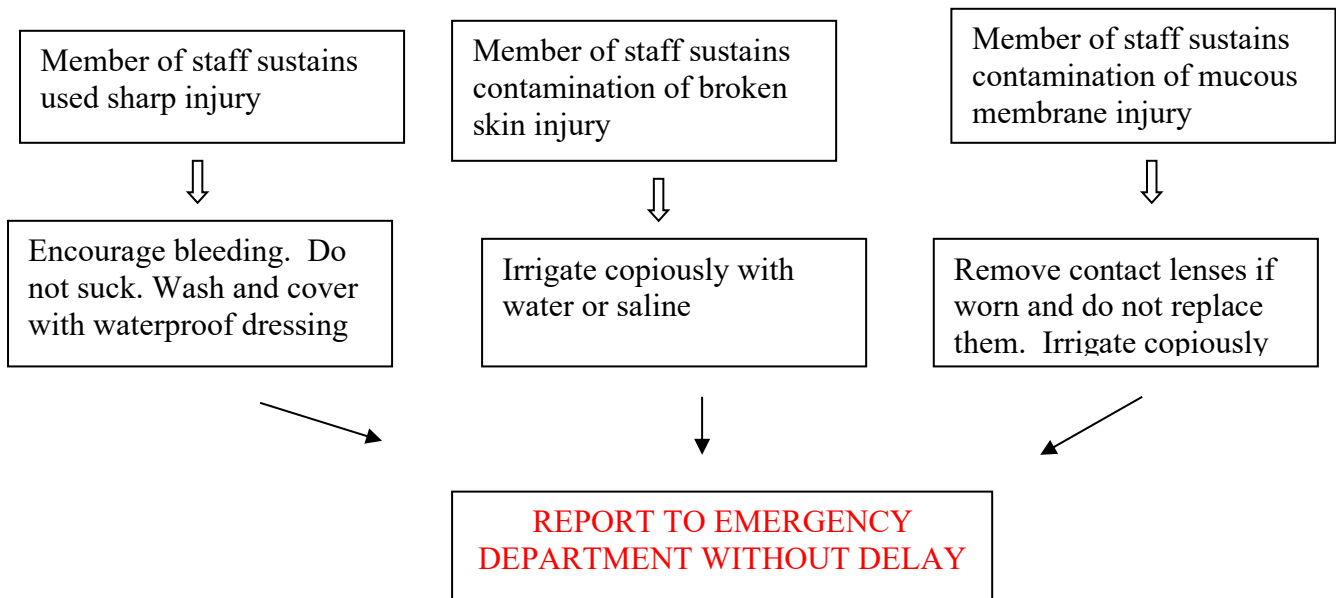 Member of staff sustains
used sharp injury
Member of staff sustains
contamination of broken
skin injury
Member of staff sustains
contamination of mucous
membrane injury
Encourage bleeding.  Do
not suck. Wash and cover
with waterproof dressing
Irrigate copiously with
water or saline
Remove contact lenses if
worn and do not replace
them.  Irrigate copiously
REPORT TO EMERGENCY
DEPARTMENT WITHOUT DELAY